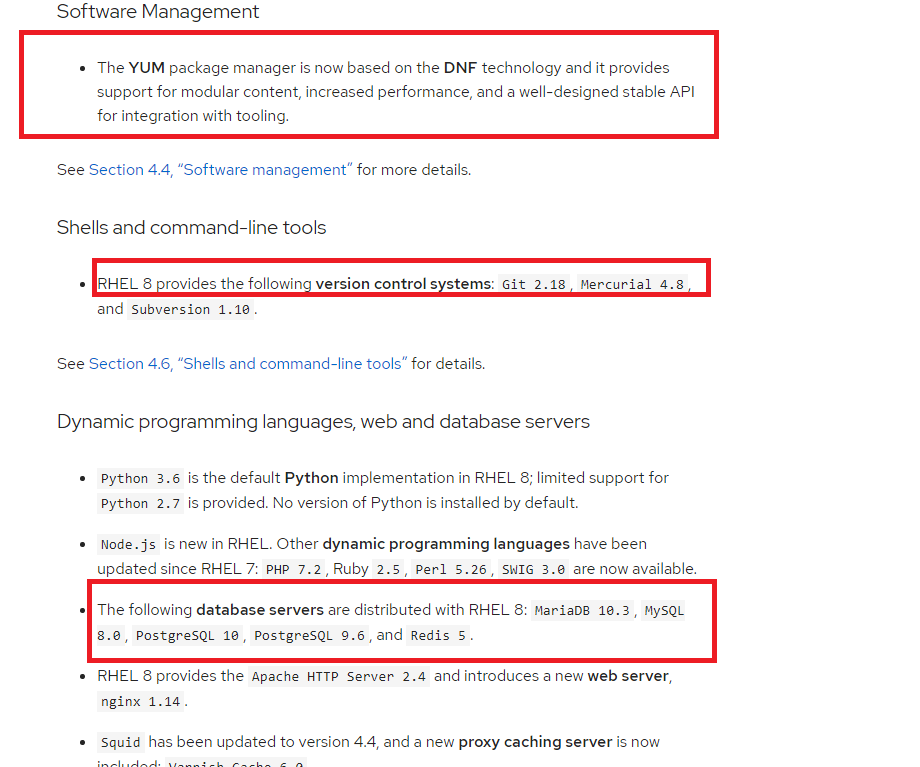 Software Management
The YUM package manager is now based on the DNF technology and it provides
support for modular content, increased performance, and a well-designed stable API
for integration with tooling.
See Section 4.4, “Software management” for more details.
Shells and command-line tools
RHEL 8 provides the following version control systems: Git 2.18, Mercurial 4.8,
and Subversion 1.10.
See Section 4.6, “Shells and command-line tools” for details.
Dynamic programming languages, web and database servers
Python 3.6 is the default Python implementation in RHEL 8; limited support for
Python 2.7 is provided. No version of Python is installed by default.
Node.js is new in RHEL. Other dynamic programming languages have been
updated since RHEL 7: PHP 7.2, Ruby 2.5, Perl 5.26, SWIG 3.0 are now available.
The following database servers are distributed with RHEL 8: MariaDB 10.3, MySQL
8.0, PostgreSQL 10, PostgreSQL 9.6, and Redis 5.
RHEL 8 provides the Apache HTTP Server 2.4 and introduces a new web server,
nginx 1.14.
Squid has been updated to version 4.4, and a new proxy caching server is now
included: Varnish Cache 6.0